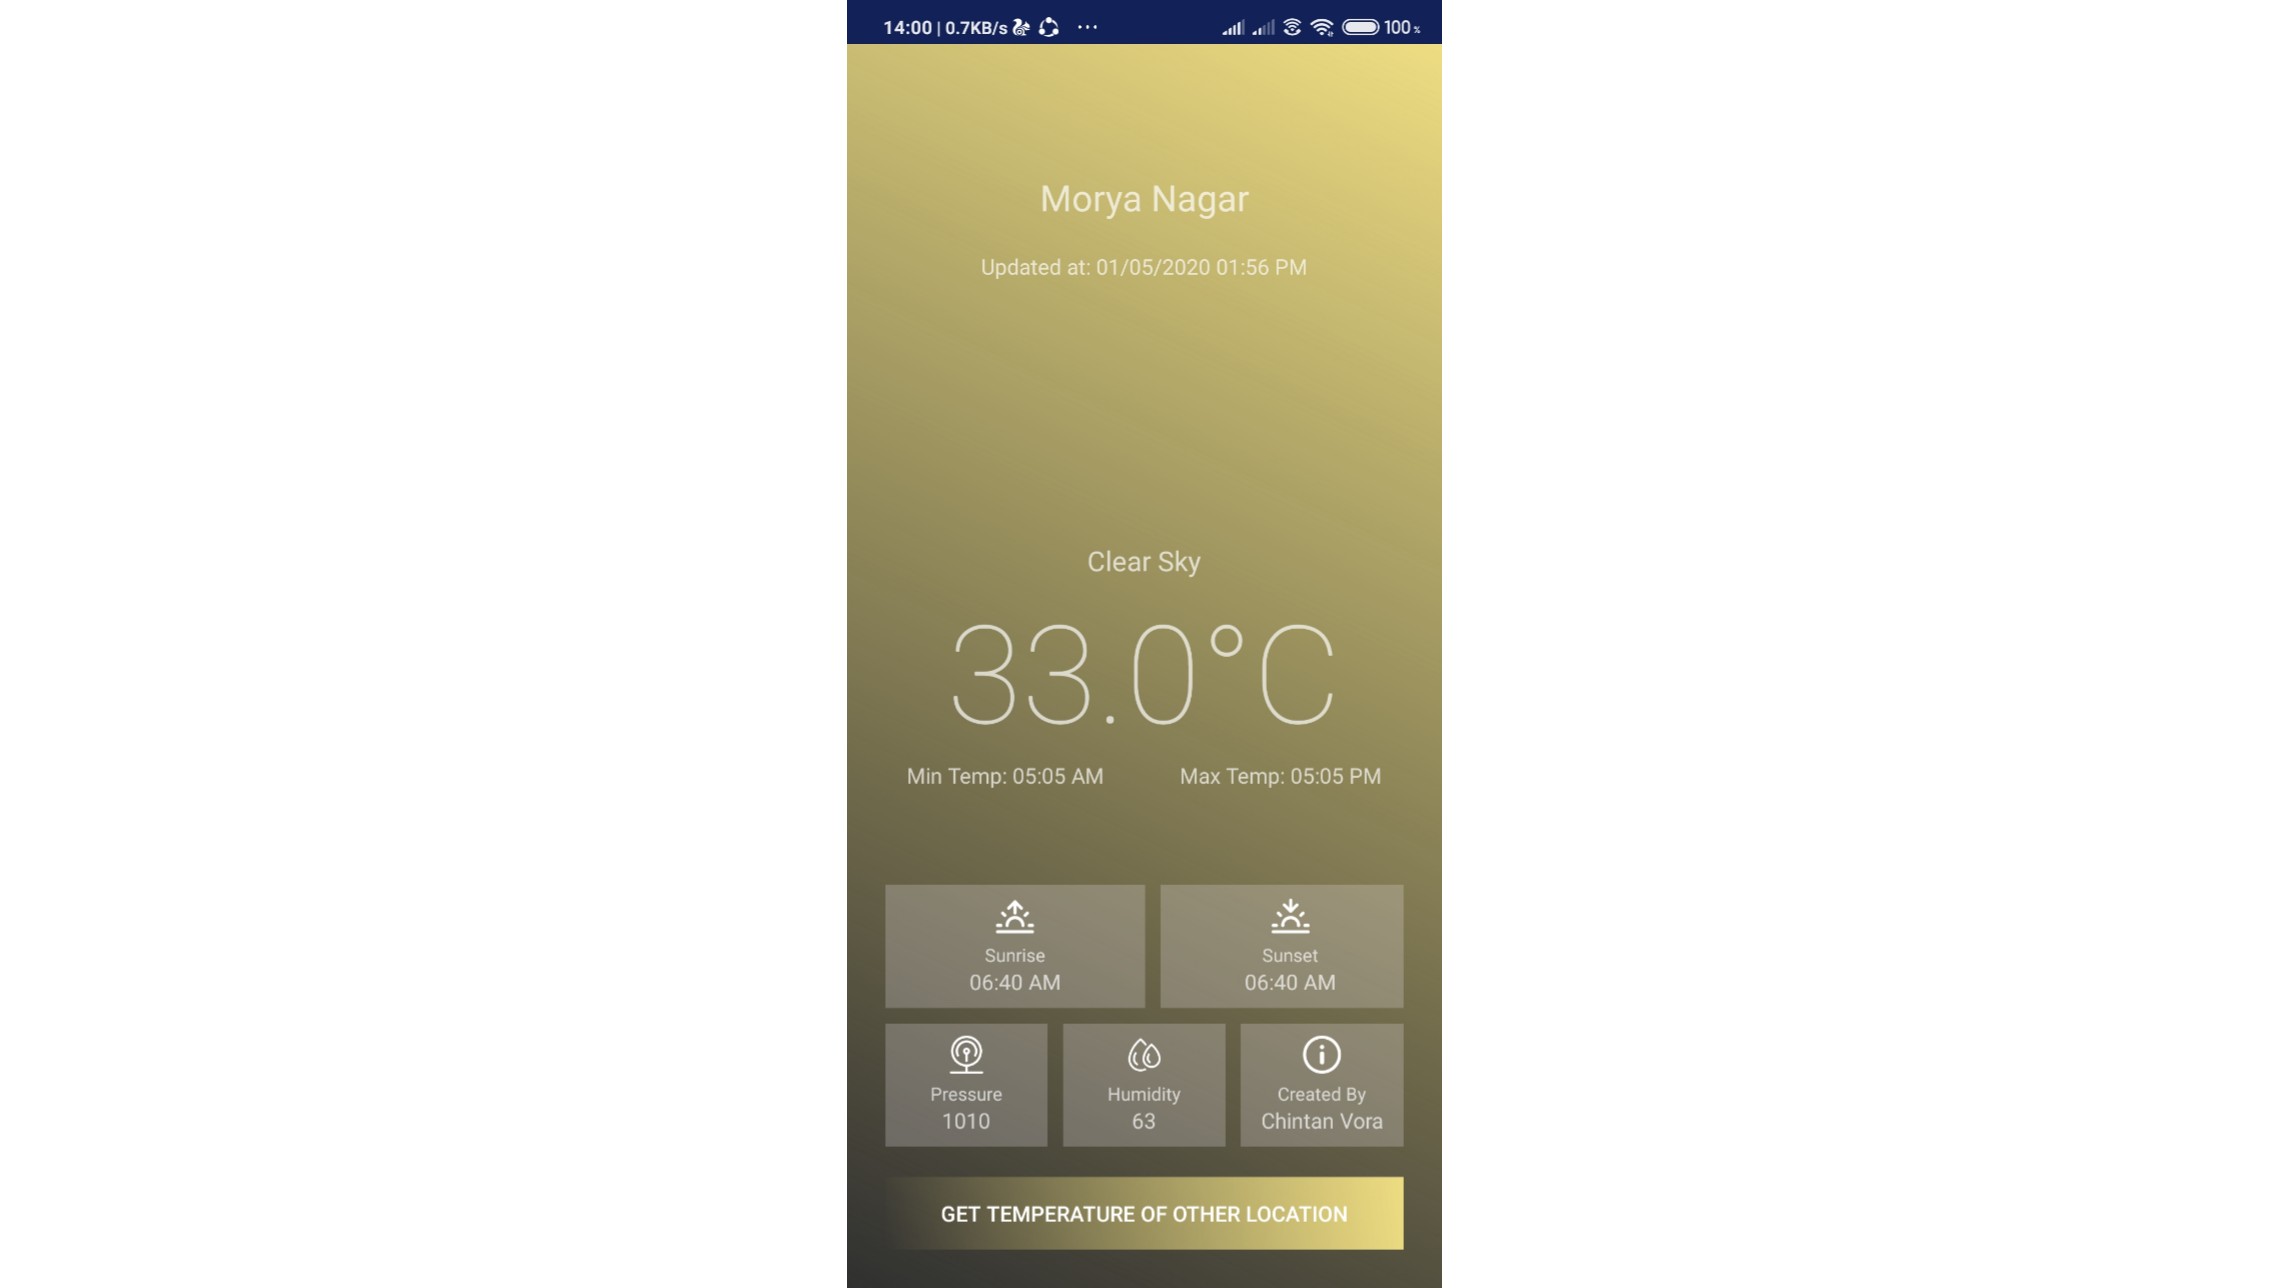 14:00 | 0.7KB/s ... 100 %
Morya Nagar
Updated at: 01/05/2020 01:56 PM
Clear Sky
33.0°C
Min Temp: 05:05 AM Max Temp: 05:05 PM
Sunrise Sunset
06:40 AM 06:40 AM
Pressure Humidity Created By
1010 63 Chintan Vora
GET TEMPERATURE OF OTHER LOCATION